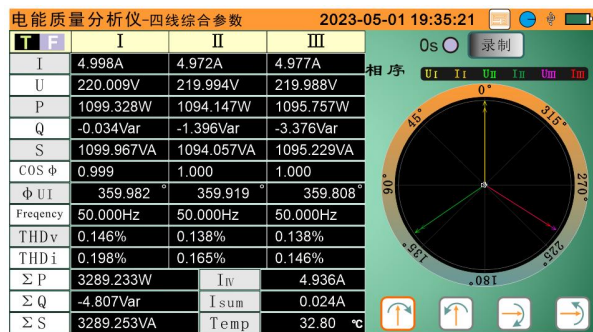 电能质量分析仪-四线综合参数 2023-05-01 19:35:21
T F I II III
I 4.998A 4.972A 4.977A
U 220.009V 219.994V 219.988V
P 1099.328W 1094.147W 1095.757W
Q -0.034Var -1.396Var -3.376Var
S 1099.967VA 1094.057VA 1095.229VA
COSΦ 0.999 1.000 1.000
ΦUI 359.982° 359.919° 359.808°
Freqency 50.000Hz 50.000Hz 50.000Hz
THDv 0.146% 0.138% 0.138%
THDi 0.198% 0.165% 0.146%
ΣP 3289.233W IⅣ 4.936A
ΣQ -4.807Var Isum 0.024A
ΣS 3289.253VA Temp 32.80 ℃
0s 录制
相序 UⅠ IⅠ UⅡ IⅡ UⅢ IⅢ
0°
45°
315°
90°
270°
135°
225°
180°